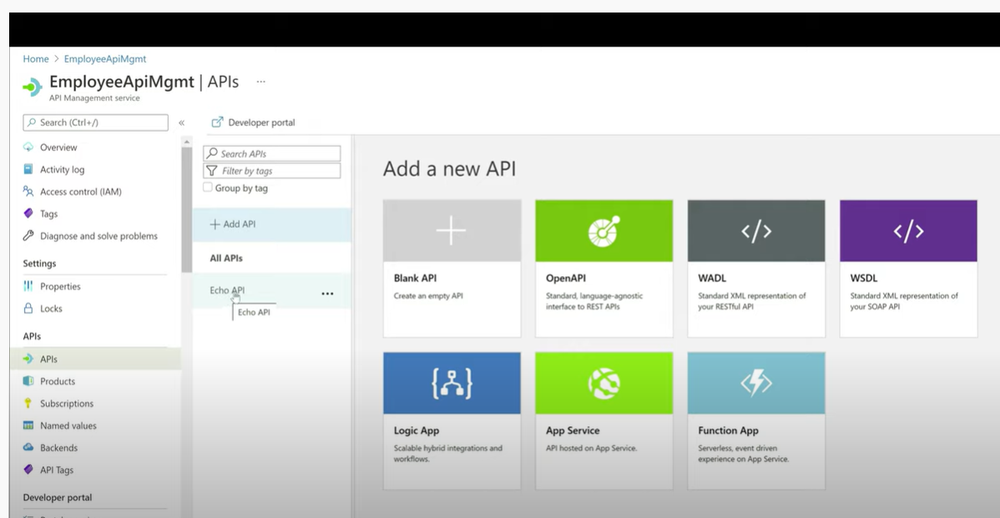 Home > EmployeeApiMgmt
EmployeeApiMgmt | APIs ...
API Management service
Search (Ctrl+/)
«
Overview
Activity log
Access control (IAM)
Tags
Diagnose and solve problems
Settings
Properties
Locks
APIs
APIs
Products
Subscriptions
Named values
Backends
API Tags
Developer portal
Developer portal
Search APIs
Filter by tags
Group by tag
+ Add API
All APIs
Echo API ...
Echo API
Add a new API
Blank API
Create an empty API
OpenAPI
Standard, language-agnostic
interface to REST APIs
WADL
Standard XML representation of
your RESTful API
WSDL
Standard XML representation of
your SOAP API
Logic App
Scalable hybrid integrations and
workflows.
App Service
API hosted on App Service.
Function App
Serverless, event driven
experience on App Service.